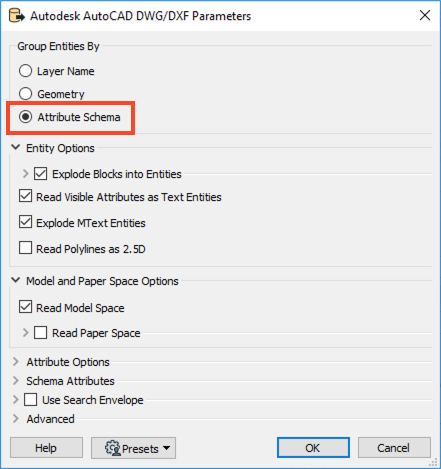 Autodesk AutoCAD DWG/DXF Parameters
Group Entities By
Layer Name
Geometry
Attribute Schema
Entity Options
Explode Blocks into Entities
Read Visible Attributes as Text Entities
Explode MText Entities
Read Polylines as 2.5D
Model and Paper Space Options
Read Model Space
Read Paper Space
Attribute Options
Schema Attributes
Use Search Envelope
Advanced
Help Presets OK Cancel